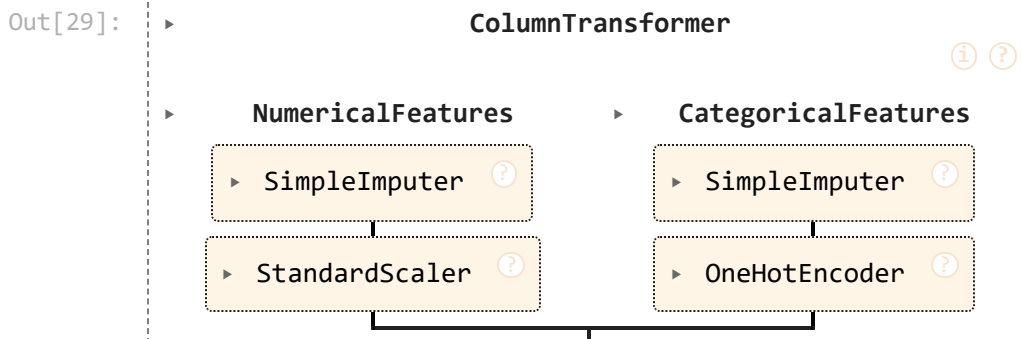 Out[29]:
▸ ColumnTransformer
i ?
▸ NumericalFeatures ▸ CategoricalFeatures
▸ SimpleImputer ? ▸ SimpleImputer ?
▸ StandardScaler ? ▸ OneHotEncoder ?